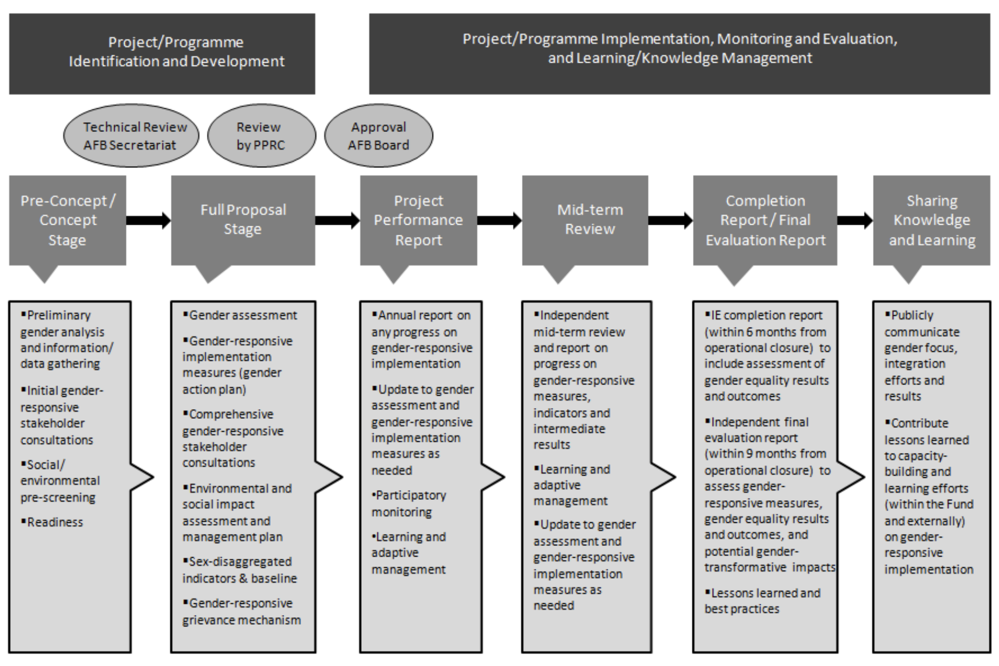 Project/Programme
Identification and Development
Project/Programme Implementation, Monitoring and Evaluation,
and Learning/Knowledge Management
Technical Review
AFB Secretariat
Review
by PPRC
Approval
AFB Board
Pre-Concept /
Concept
Stage
Full Proposal
Stage
Project
Performance
Report
Mid-term
Review
Completion
Report / Final
Evaluation Report
Sharing
Knowledge
and Learning
▪Preliminary
gender analysis
and information/
data gathering
▪Initial gender-
responsive
stakeholder
consultations
▪Social/
environmental
pre-screening
▪Readiness
▪Gender assessment
▪Gender-responsive
implementation
measures (gender
action plan)
▪Comprehensive
gender-responsive
stakeholder
consultations
▪Environmental and
social impact
assessment and
management plan
▪Sex-disaggregated
indicators & baseline
▪Gender-responsive
grievance mechanism
▪Annual report on
any progress on
gender-responsive
implementation
▪Update to gender
assessment and
gender-responsive
implementation
measures as
needed
•Participatory
monitoring
•Learning and
adaptive
management
▪Independent
mid-term review
and report on
progress on
gender-responsive
measures,
indicators and
intermediate
results
▪Learning and
adaptive
management
▪Update to gender
assessment and
gender-responsive
implementation
measures as
needed
▪IE completion report
(within 6 months from
operational closure) to
include assessment of
gender equality results
and outcomes
▪Independent final
evaluation report
(within 9 months from
operational closure) to
assess gender-
responsive measures,
gender equality results
and outcomes, and
potential gender-
transformative impacts
▪Lessons learned and
best practices
▪Publicly
communicate
gender focus,
integration
efforts and
results
▪Contribute
lessons learned
to capacity-
building and
learning efforts
(within the Fund
and externally)
on gender-
responsive
implementation